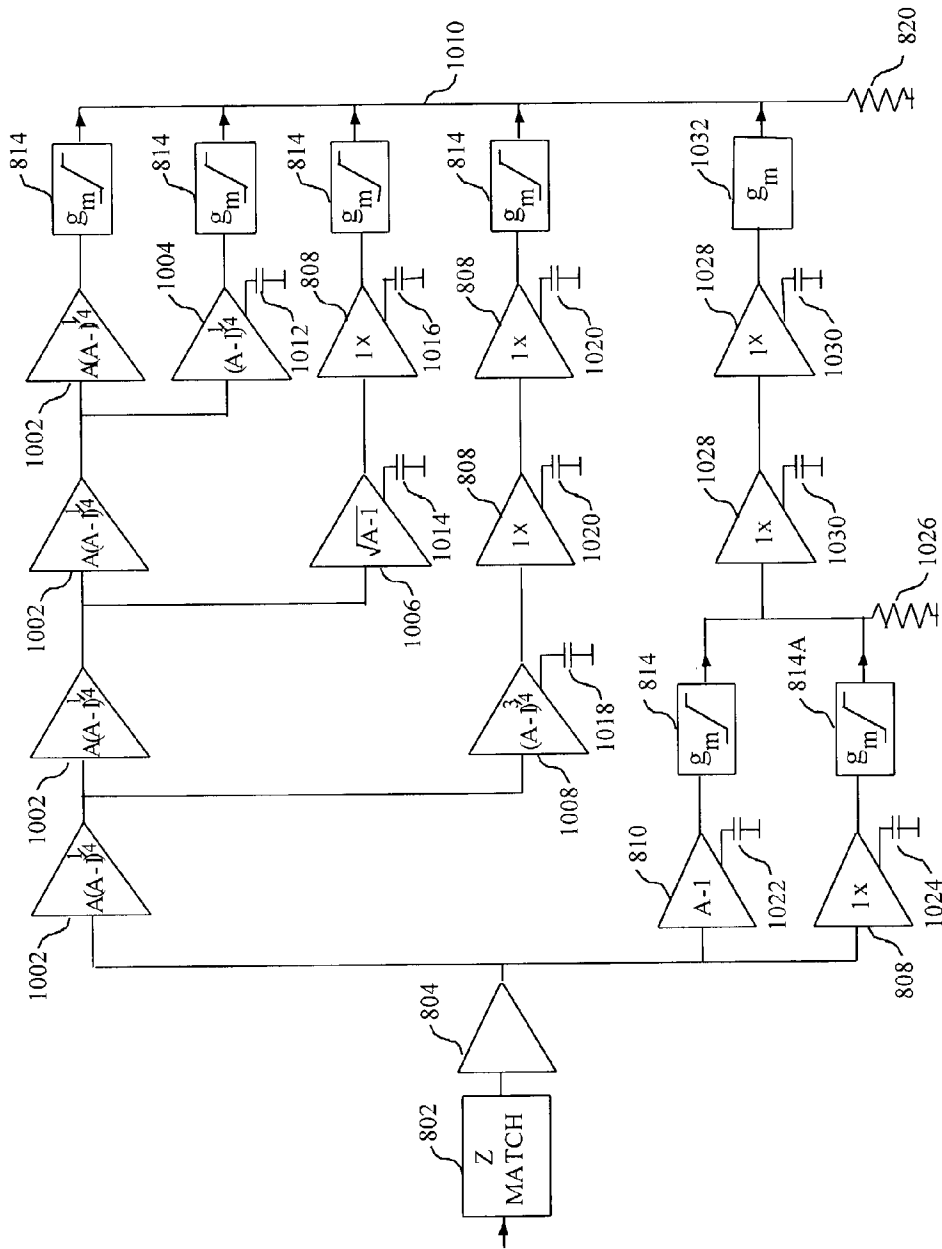 1002
A(A-1)¼
1002
A(A-1)¼
1002
A(A-1)¼
1002
A(A-1)¼
814
gm
1004
(A-1)¼
1012
814
gm
1010
1006
√A-1
1014
808
1x
1016
814
gm
1008
(A-1)¾
1018
808
1x
1020
808
1x
1020
814
gm
802
Z
MATCH
804
810
A-1
1022
814
gm
808
1x
1024
814A
gm
1026
1028
1x
1030
1028
1x
1030
1032
gm
820